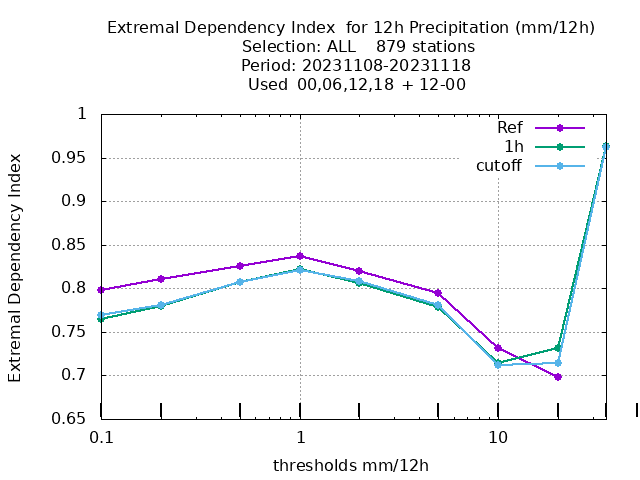 Extremal Dependency Index  for 12h Precipitation (mm/12h)
Selection: ALL    879 stations
Period: 20231108-20231118
Used  00,06,12,18  + 12-00
Extremal Dependency Index
1
0.95
0.9
0.85
0.8
0.75
0.7
0.65
Ref
1h
cutoff
0.1
1
10
thresholds mm/12h